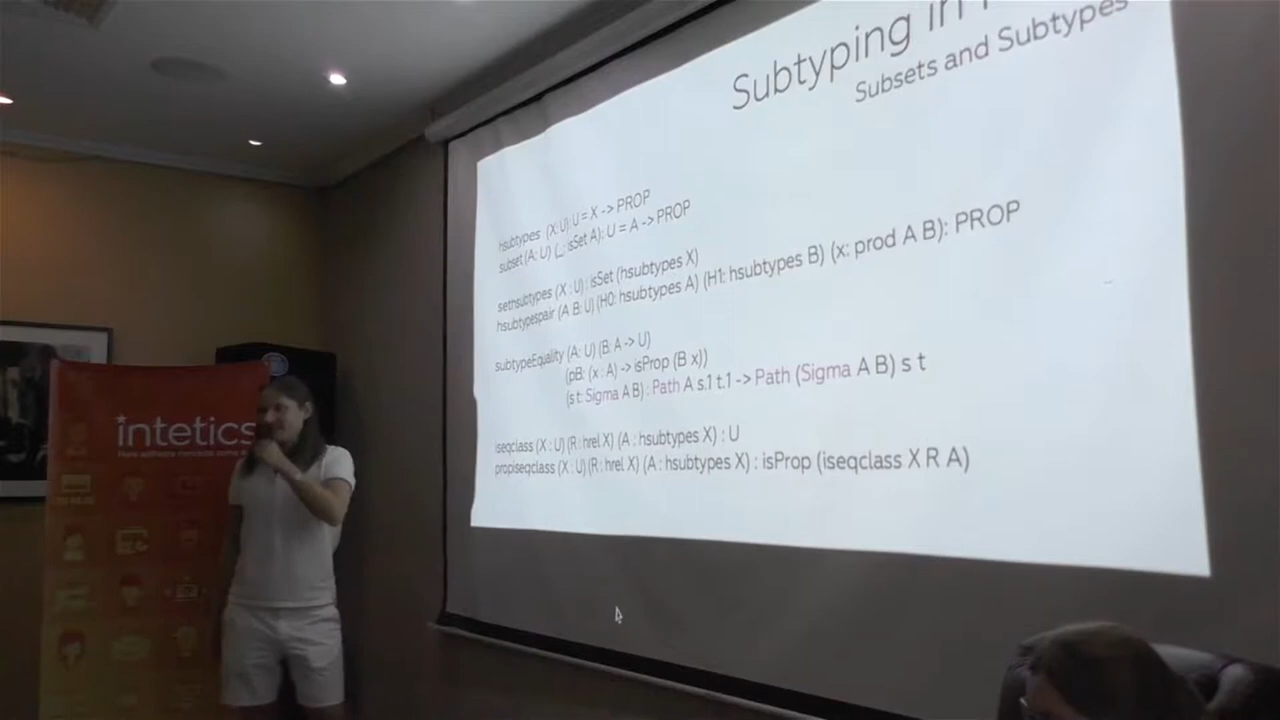 Subtyping in
Subsets and Subtypes
hsubtypes (X: U): U = X -> PROP
subset (A: U) (_: isSet A): U = A -> PROP
sethsubtypes (X : U) : isSet (hsubtypes X)
hsubtypespair (A B: U) (H0: hsubtypes A) (H1: hsubtypes B) (x: prod A B): PROP
subtypeEquality (A: U) (B: A -> U)
(pB: (x : A) -> isProp (B x))
(s t: Sigma A B) : Path A s.1 t.1 -> Path (Sigma A B) s t
iseqclass (X : U) (R : hrel X) (A : hsubtypes X) : U
propiseqclass (X : U) (R : hrel X) (A : hsubtypes X) : isProp (iseqclass X R A)
intetics